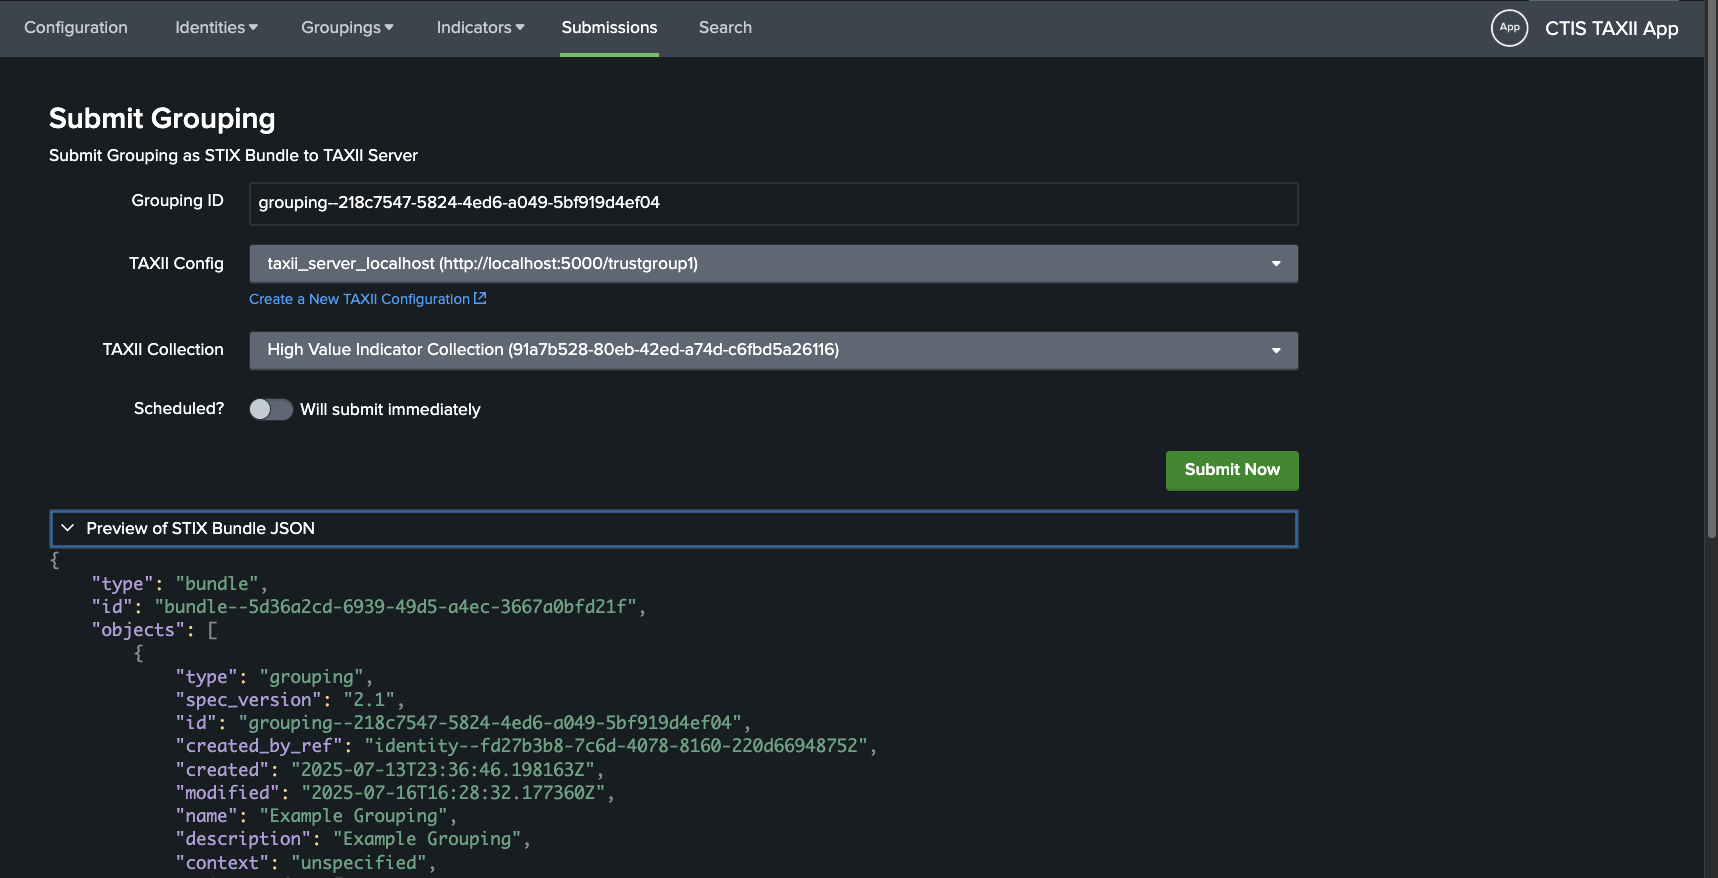 Configuration Identities Groupings Indicators Submissions Search App CTIS TAXII App
Submit Grouping
Submit Grouping as STIX Bundle to TAXII Server
Grouping ID grouping--218c7547-5824-4ed6-a049-5bf919d4ef04
TAXII Config taxii_server_localhost (http://localhost:5000/trustgroup1)
Create a New TAXII Configuration
TAXII Collection High Value Indicator Collection (91a7b528-80eb-42ed-a74d-c6fbd5a26116)
Scheduled? Will submit immediately
Submit Now
Preview of STIX Bundle JSON
{
"type": "bundle",
"id": "bundle--5d36a2cd-6939-49d5-a4ec-3667a0bfd21f",
"objects": [
{
"type": "grouping",
"spec_version": "2.1",
"id": "grouping--218c7547-5824-4ed6-a049-5bf919d4ef04",
"created_by_ref": "identity--fd27b3b8-7c6d-4078-8160-220d66948752",
"created": "2025-07-13T23:36:46.198163Z",
"modified": "2025-07-16T16:28:32.177360Z",
"name": "Example Grouping",
"description": "Example Grouping",
"context": "unspecified",